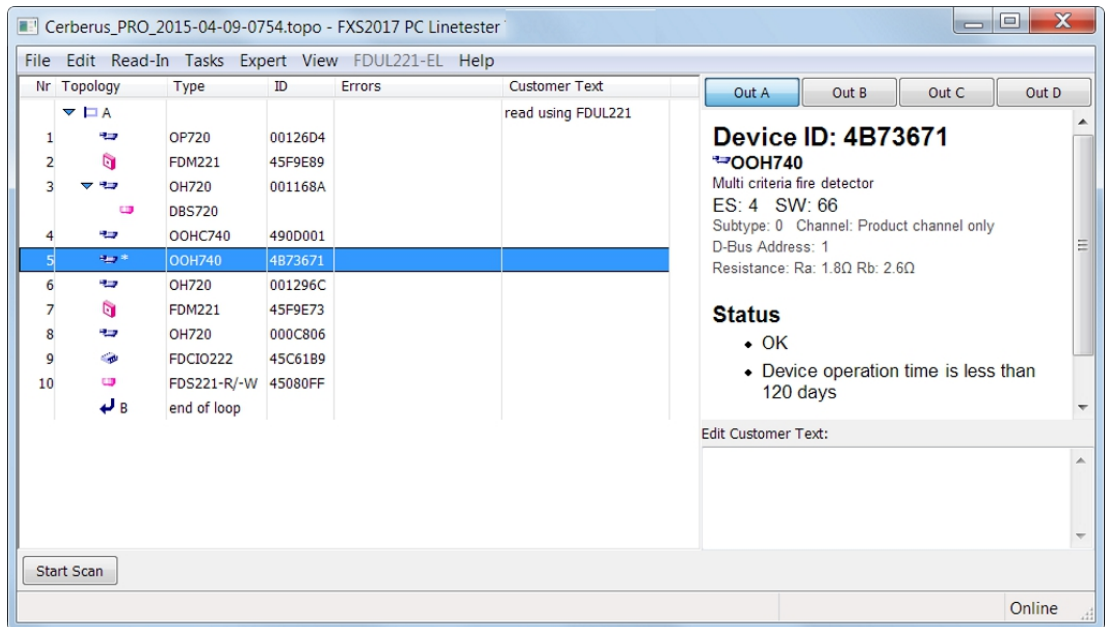 Cerberus_PRO_2015-04-09-0754.topo - FXS2017 PC Linetester
File Edit Read-In Tasks Expert View FDUL221-EL Help
Nr Topology Type ID Errors Customer Text
A read using FDUL221
1 OP720 00126D4
2 FDM221 45F9E89
3 OH720 001168A
DBS720
4 OOHC740 490D001
5 * OOH740 4B73671
6 OH720 001296C
7 FDM221 45F9E73
8 OH720 000C806
9 FDCIO222 45C61B9
10 FDS221-R/-W 45080FF
B end of loop
Out A Out B Out C Out D
Device ID: 4B73671
OOH740
Multi criteria fire detector
ES: 4 SW: 66
Subtype: 0 Channel: Product channel only
D-Bus Address: 1
Resistance: Ra: 1.8Ω Rb: 2.6Ω
Status
• OK
• Device operation time is less than
120 days
Edit Customer Text:
Start Scan
Online